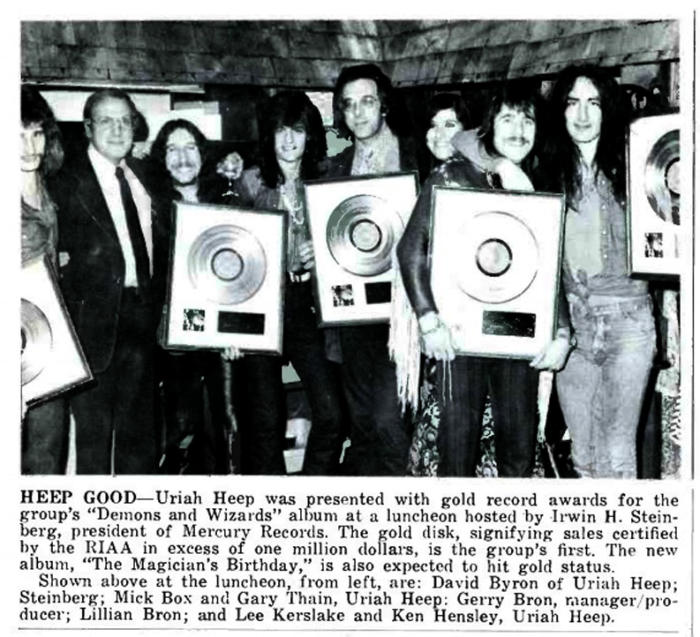 HEEP GOOD—Uriah Heep was presented with gold record awards for the
group's "Demons and Wizards" album at a luncheon hosted by Irwin H. Stein-
berg, president of Mercury Records. The gold disk, signifying sales certified
by the RIAA in excess of one million dollars, is the group's first. The new
album, "The Magician's Birthday," is also expected to hit gold status.
Shown above at the luncheon, from left, are: David Byron of Uriah Heep;
Steinberg; Mick Box and Gary Thain, Uriah Heep: Gerry Bron, manager/pro-
ducer; Lillian Bron; and Lee Kerslake and Ken Hensley, Uriah Heep.